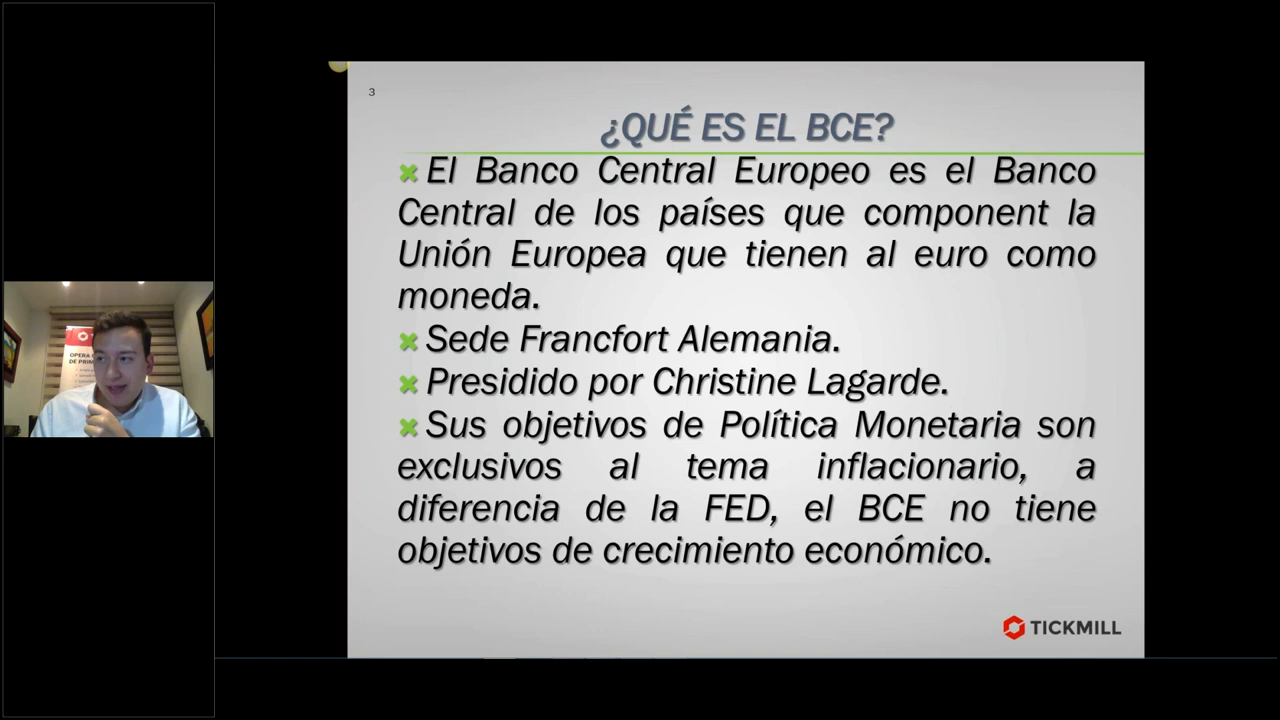 3
¿QUÉ ES EL BCE?
El Banco Central Europeo es el Banco
Central de los países que component la
Unión Europea que tienen al euro como
moneda.
Sede Francfort Alemania.
Presidido por Christine Lagarde.
Sus objetivos de Política Monetaria son
exclusivos al tema inflacionario, a
diferencia de la FED, el BCE no tiene
objetivos de crecimiento económico.
TICKMILL
OPERA
DE PRIM